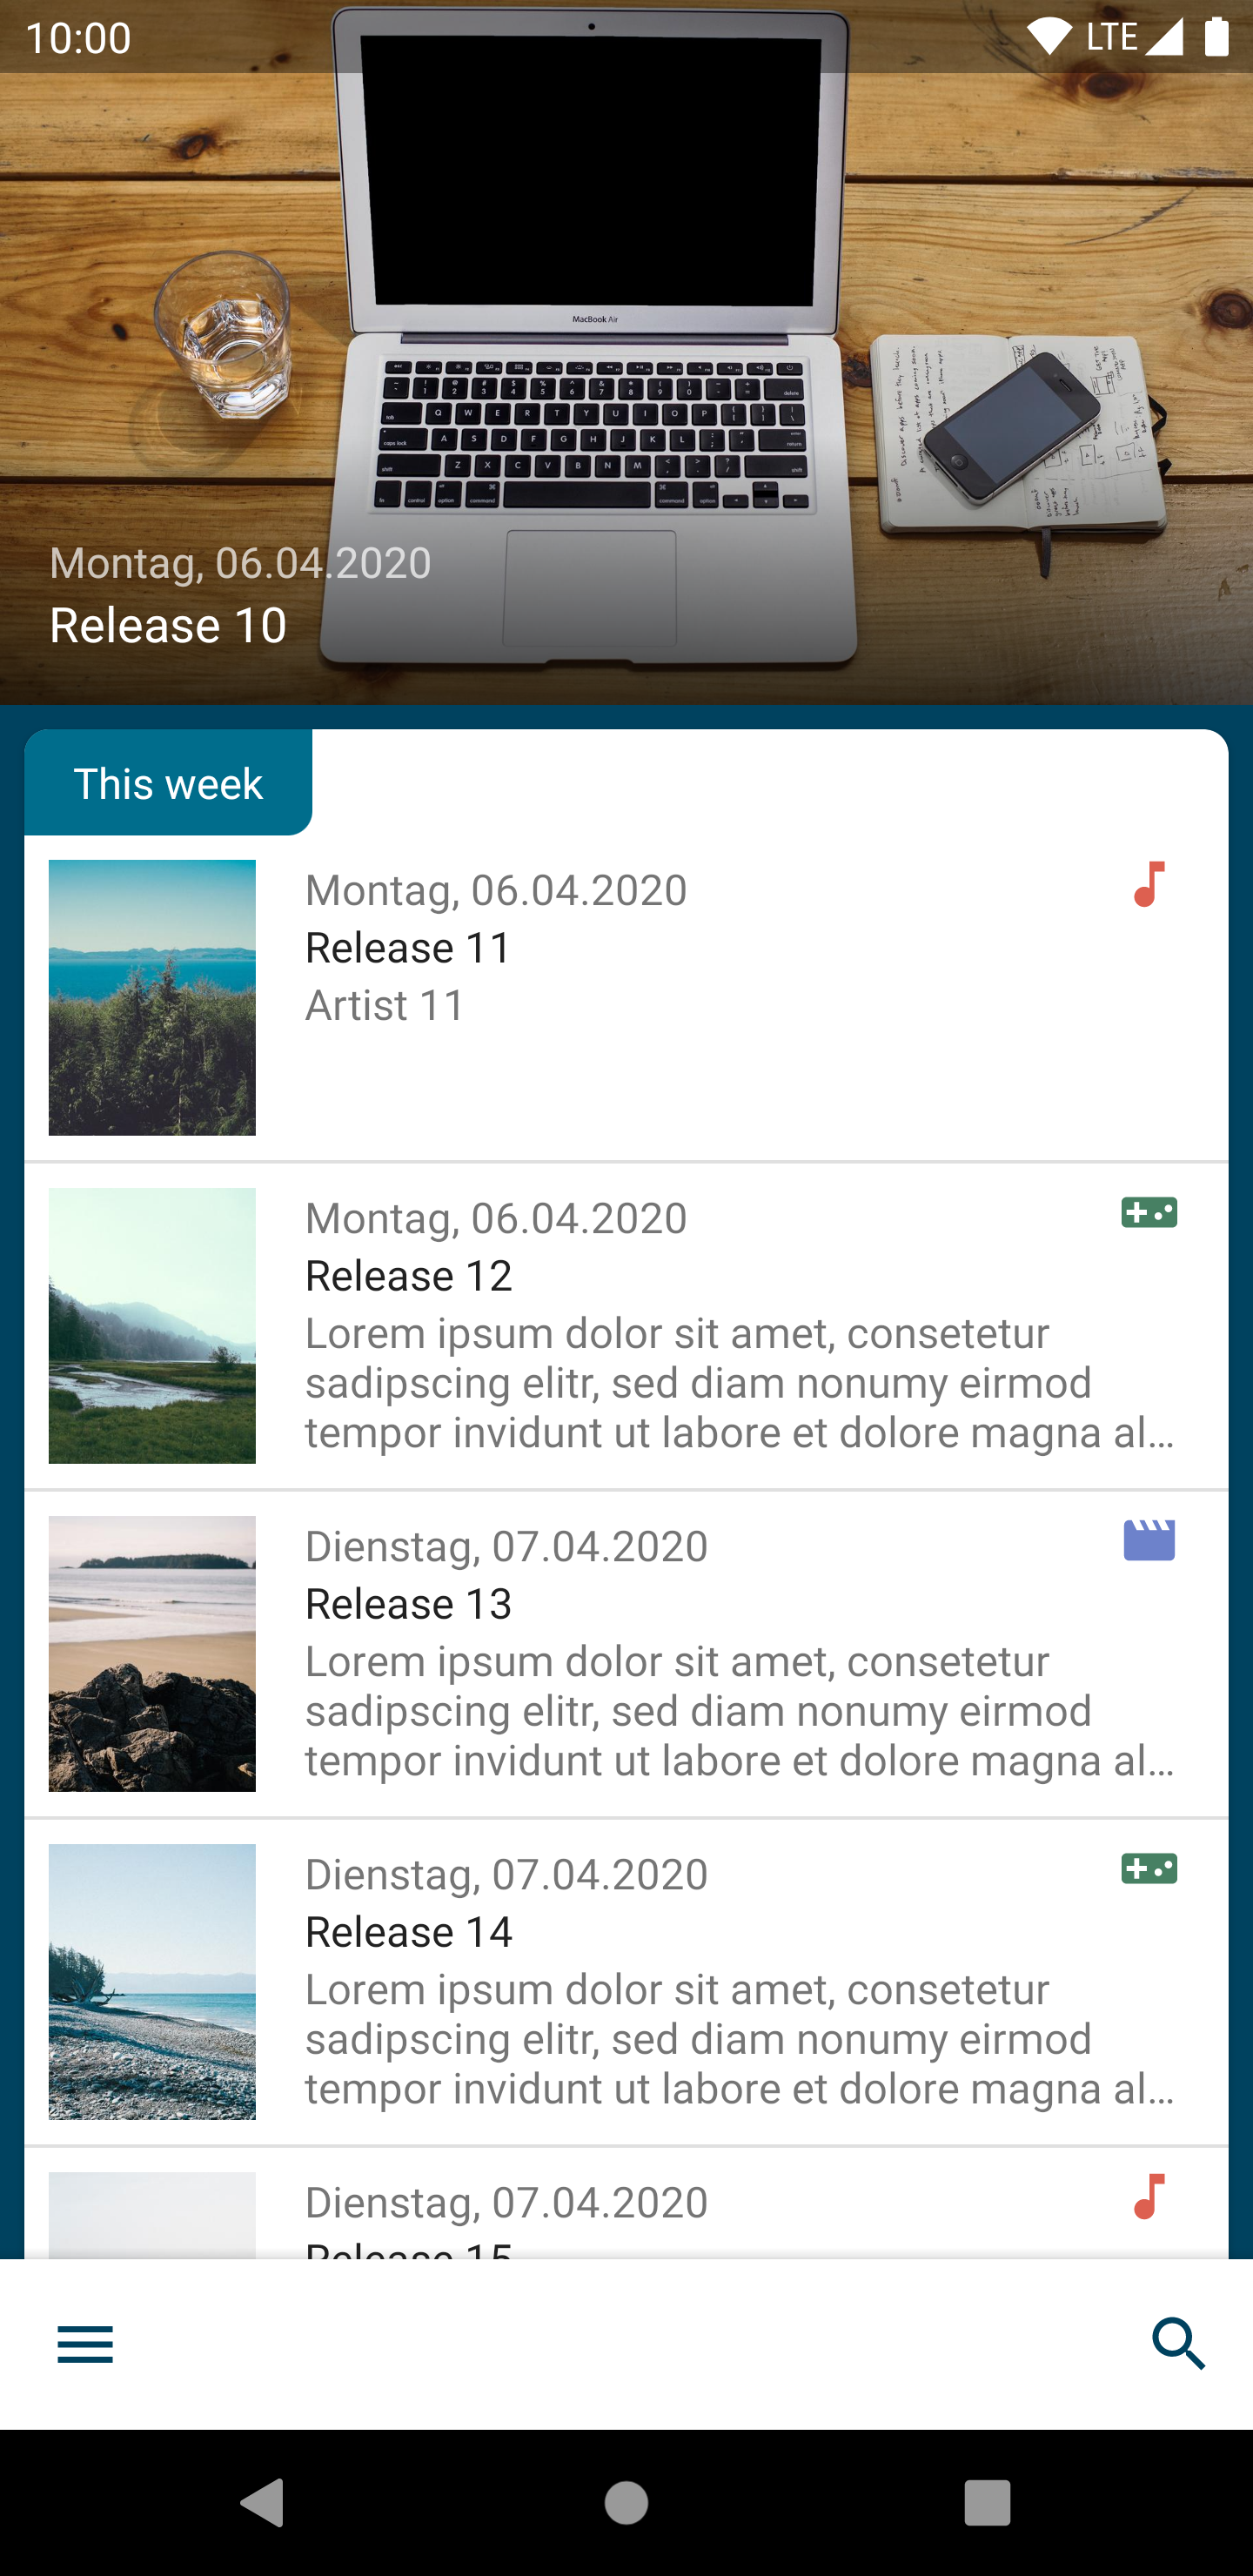 10:00
LTE
MacBook Air
Montag, 06.04.2020
Release 10
This week
Montag, 06.04.2020
Release 11
Artist 11
Montag, 06.04.2020
Release 12
Lorem ipsum dolor sit amet, consetetur
sadipscing elitr, sed diam nonumy eirmod
tempor invidunt ut labore et dolore magna al…
Dienstag, 07.04.2020
Release 13
Lorem ipsum dolor sit amet, consetetur
sadipscing elitr, sed diam nonumy eirmod
tempor invidunt ut labore et dolore magna al…
Dienstag, 07.04.2020
Release 14
Lorem ipsum dolor sit amet, consetetur
sadipscing elitr, sed diam nonumy eirmod
tempor invidunt ut labore et dolore magna al…
Dienstag, 07.04.2020
Release 15